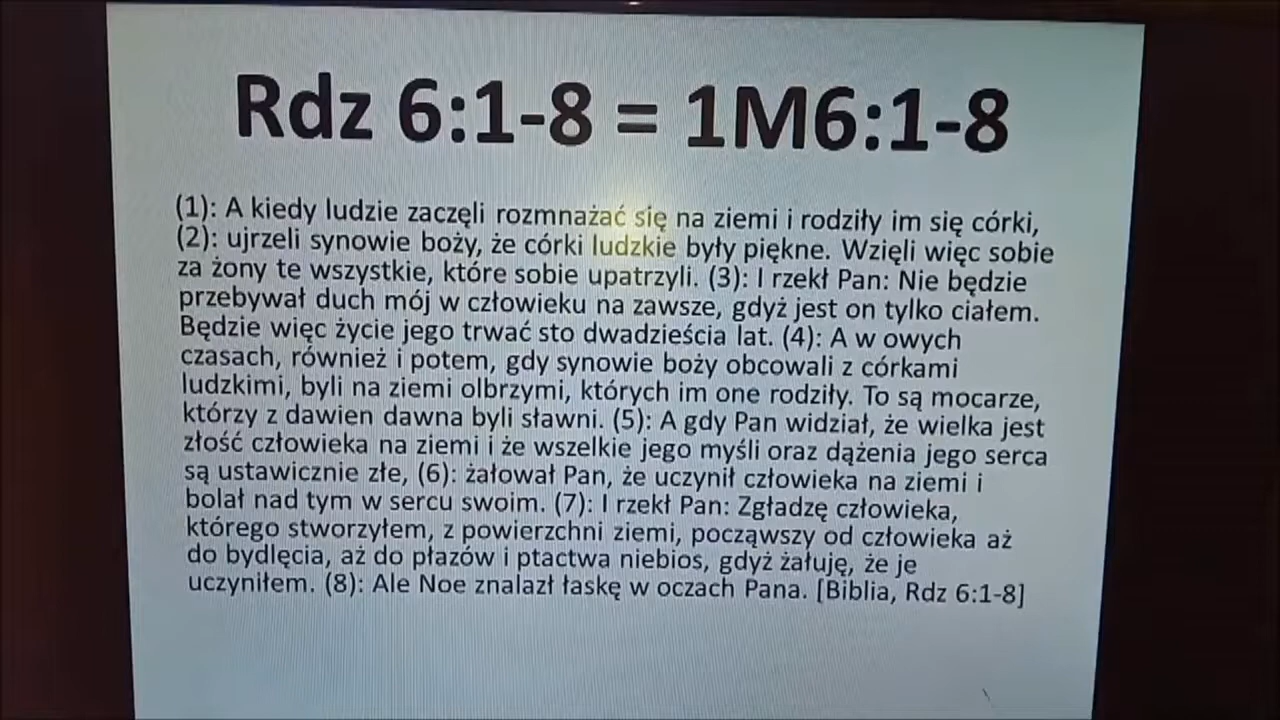 Rdz 6:1-8 = 1M6:1-8
(1): A kiedy ludzie zaczęli rozmnażać się na ziemi i rodziły im się córki,
(2): ujrzeli synowie boży, że córki ludzkie były piękne. Wzięli więc sobie
za żony te wszystkie, które sobie upatrzyli. (3): I rzekł Pan: Nie będzie
przebywał duch mój w człowieku na zawsze, gdyż jest on tylko ciałem.
Będzie więc życie jego trwać sto dwadzieścia lat. (4): A w owych
czasach, również i potem, gdy synowie boży obcowali z córkami
ludzkimi, byli na ziemi olbrzymi, których im one rodziły. To są mocarze,
którzy z dawien dawna byli sławni. (5): A gdy Pan widział, że wielka jest
złość człowieka na ziemi i że wszelkie jego myśli oraz dążenia jego serca
są ustawicznie złe, (6): żałował Pan, że uczynił człowieka na ziemi i
bolał nad tym w sercu swoim. (7): I rzekł Pan: Zgładzę człowieka,
którego stworzyłem, z powierzchni ziemi, począwszy od człowieka aż
do bydlęcia, aż do płazów i ptactwa niebios, gdyż żałuję, że je
uczyniłem. (8): Ale Noe znalazł łaskę w oczach Pana. [Biblia, Rdz 6:1-8]